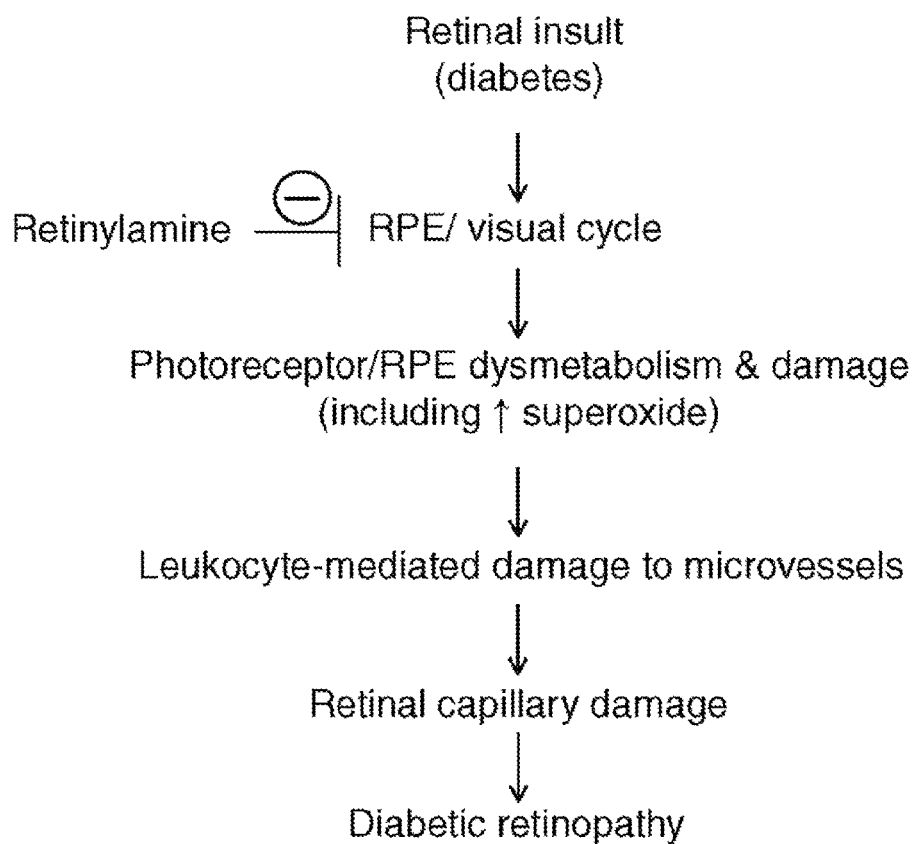 Retinal insult
(diabetes)
Retinylamine
RPE/ visual cycle
Photoreceptor/RPE dysmetabolism & damage
(including ↑ superoxide)
Leukocyte-mediated damage to microvessels
Retinal capillary damage
Diabetic retinopathy